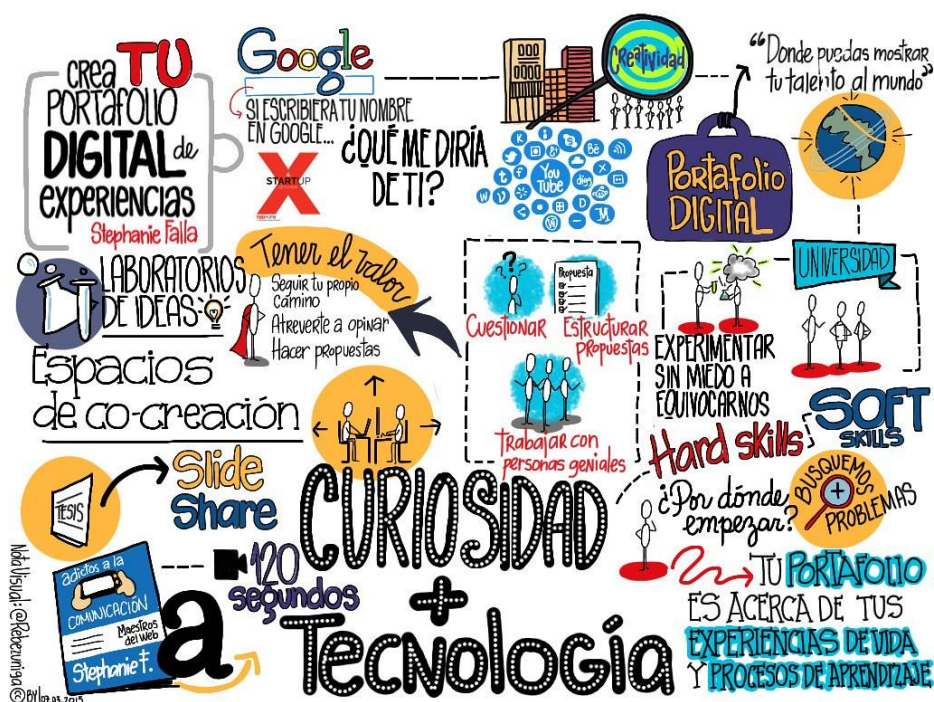 CREA TU
PORTAFOLIO
DIGITAL de
experiencias
Stephanie Falla
Google
SI ESCRIBIERA TU NOMBRE
EN GOOGLE...
¿QUÉ ME DIRÍA
DE TI?
STARTUP
X
Creatividad
You
Tube
Portafolio
DIGITAL
“Donde puedas mostrar
tu talento al mundo”
LABORATORIOS
DE IDEAS
Espacios
de co-creación
Tener el valor
Seguir tu propio
Camino
Atreverte a opinar
Hacer propuestas
Cuestionar
Propuesta
Estructurar
propuestas
trabajar con
personas geniales
EXPERIMENTAR
SIN MIEDO A
EQUIVOCARNOS
UNIVERSIDAD
Hard skills
SOFT
SKILLS
TESIS
Slide
Share
adictos a la
COMUNICACIÓN
Maestros
del Web
Stephanie F.
a
120
segundos
CURIOSIDAD
+
Tecnología
¿Por dónde
empezar?
BUSQUEMOS
PROBLEMAS
TU PORTAFOLIO
ES ACERCA DE TUS
EXPERIENCIAS DE VIDA
Y PROCESOS DE APRENDIZAJE